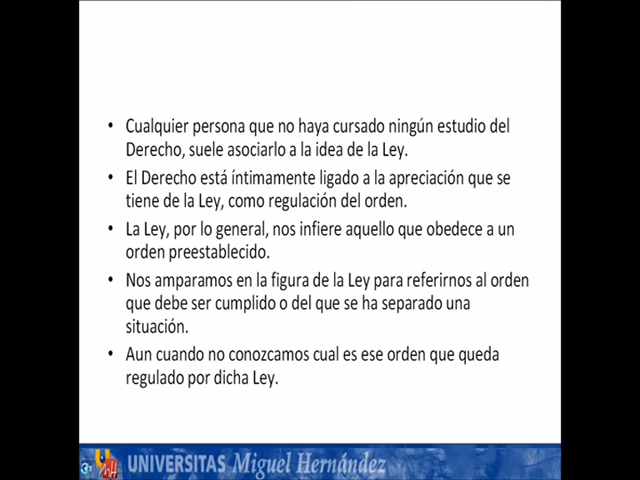 • Cualquier persona que no haya cursado ningún estudio del
Derecho, suele asociarlo a la idea de la Ley.
• El Derecho está íntimamente ligado a la apreciación que se
tiene de la Ley, como regulación del orden.
• La Ley, por lo general, nos infiere aquello que obedece a un
orden preestablecido.
• Nos amparamos en la figura de la Ley para referirnos al orden
que debe ser cumplido o del que se ha separado una
situación.
• Aun cuando no conozcamos cual es ese orden que queda
regulado por dicha Ley.
UNIVERSITAS Miguel Hernández